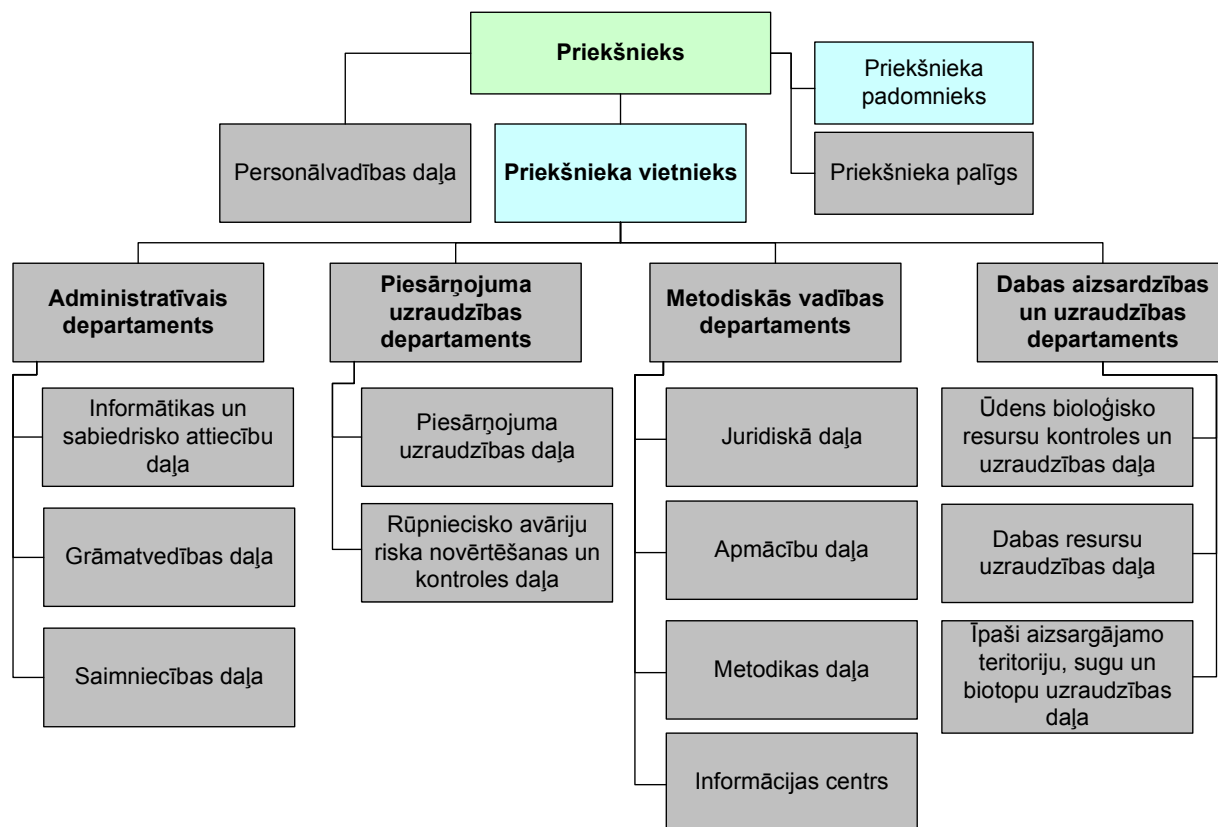 Priekšnieks
Priekšnieka
padomnieks
Personālvadības daļa
Priekšnieka vietnieks
Priekšnieka palīgs
Administratīvais
departaments
Piesārņojuma
uzraudzības
departaments
Metodiskās vadības
departaments
Dabas aizsardzības
un uzraudzības
departaments
Informātikas un
sabiedrisko attiecību
daļa
Grāmatvedības daļa
Saimniecības daļa
Piesārņojuma
uzraudzības daļa
Rūpniecisko avāriju
riska novērtēšanas un
kontroles daļa
Juridiskā daļa
Apmācību daļa
Metodikas daļa
Informācijas centrs
Ūdens bioloģisko
resursu kontroles un
uzraudzības daļa
Dabas resursu
uzraudzības daļa
Īpaši aizsargājamo
teritoriju, sugu un
biotopu uzraudzības
daļa